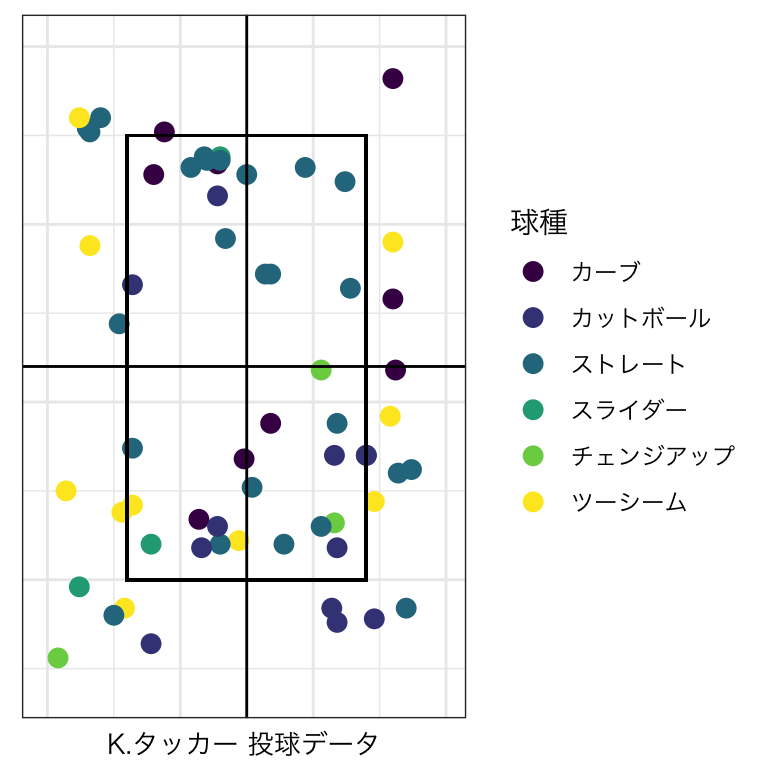 球種
カーブ
カットボール
ストレート
スライダー
チェンジアップ
ツーシーム
K.タッカー 投球データ